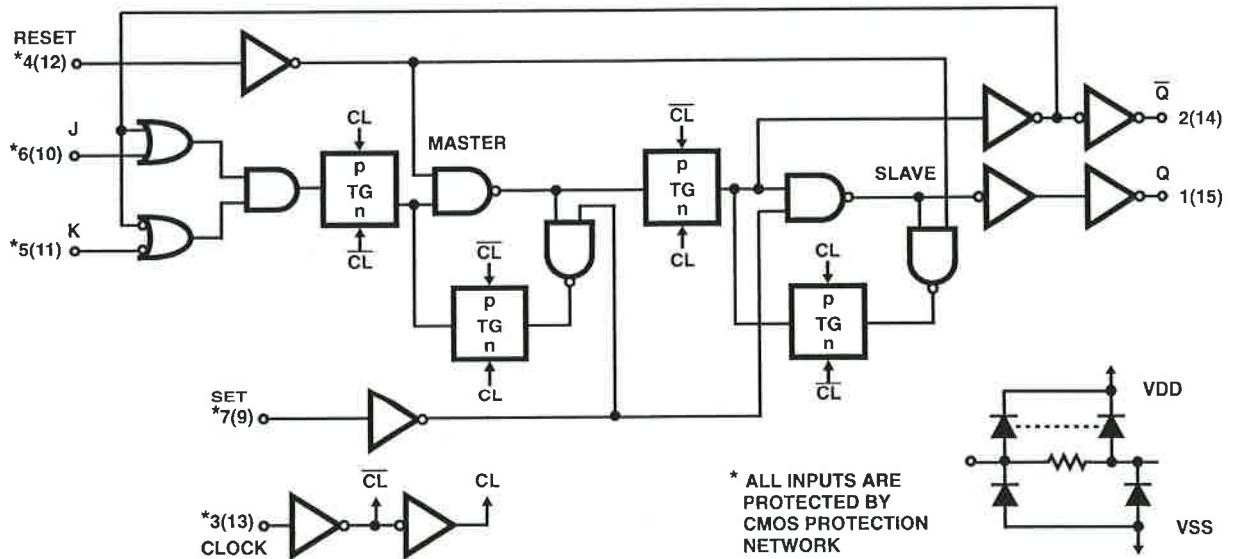 RESET
*4(12)
J
*6(10)
K
*5(11)
CL
p
TG
n
CL
MASTER
CL
p
TG
n
CL
CL
p
TG
n
CL
SLAVE
CL
p
TG
n
CL
Q
2(14)
Q
1(15)
SET
*7(9)
*3(13)
CLOCK
CL
CL
* ALL INPUTS ARE
PROTECTED BY
CMOS PROTECTION
NETWORK
VDD
VSS